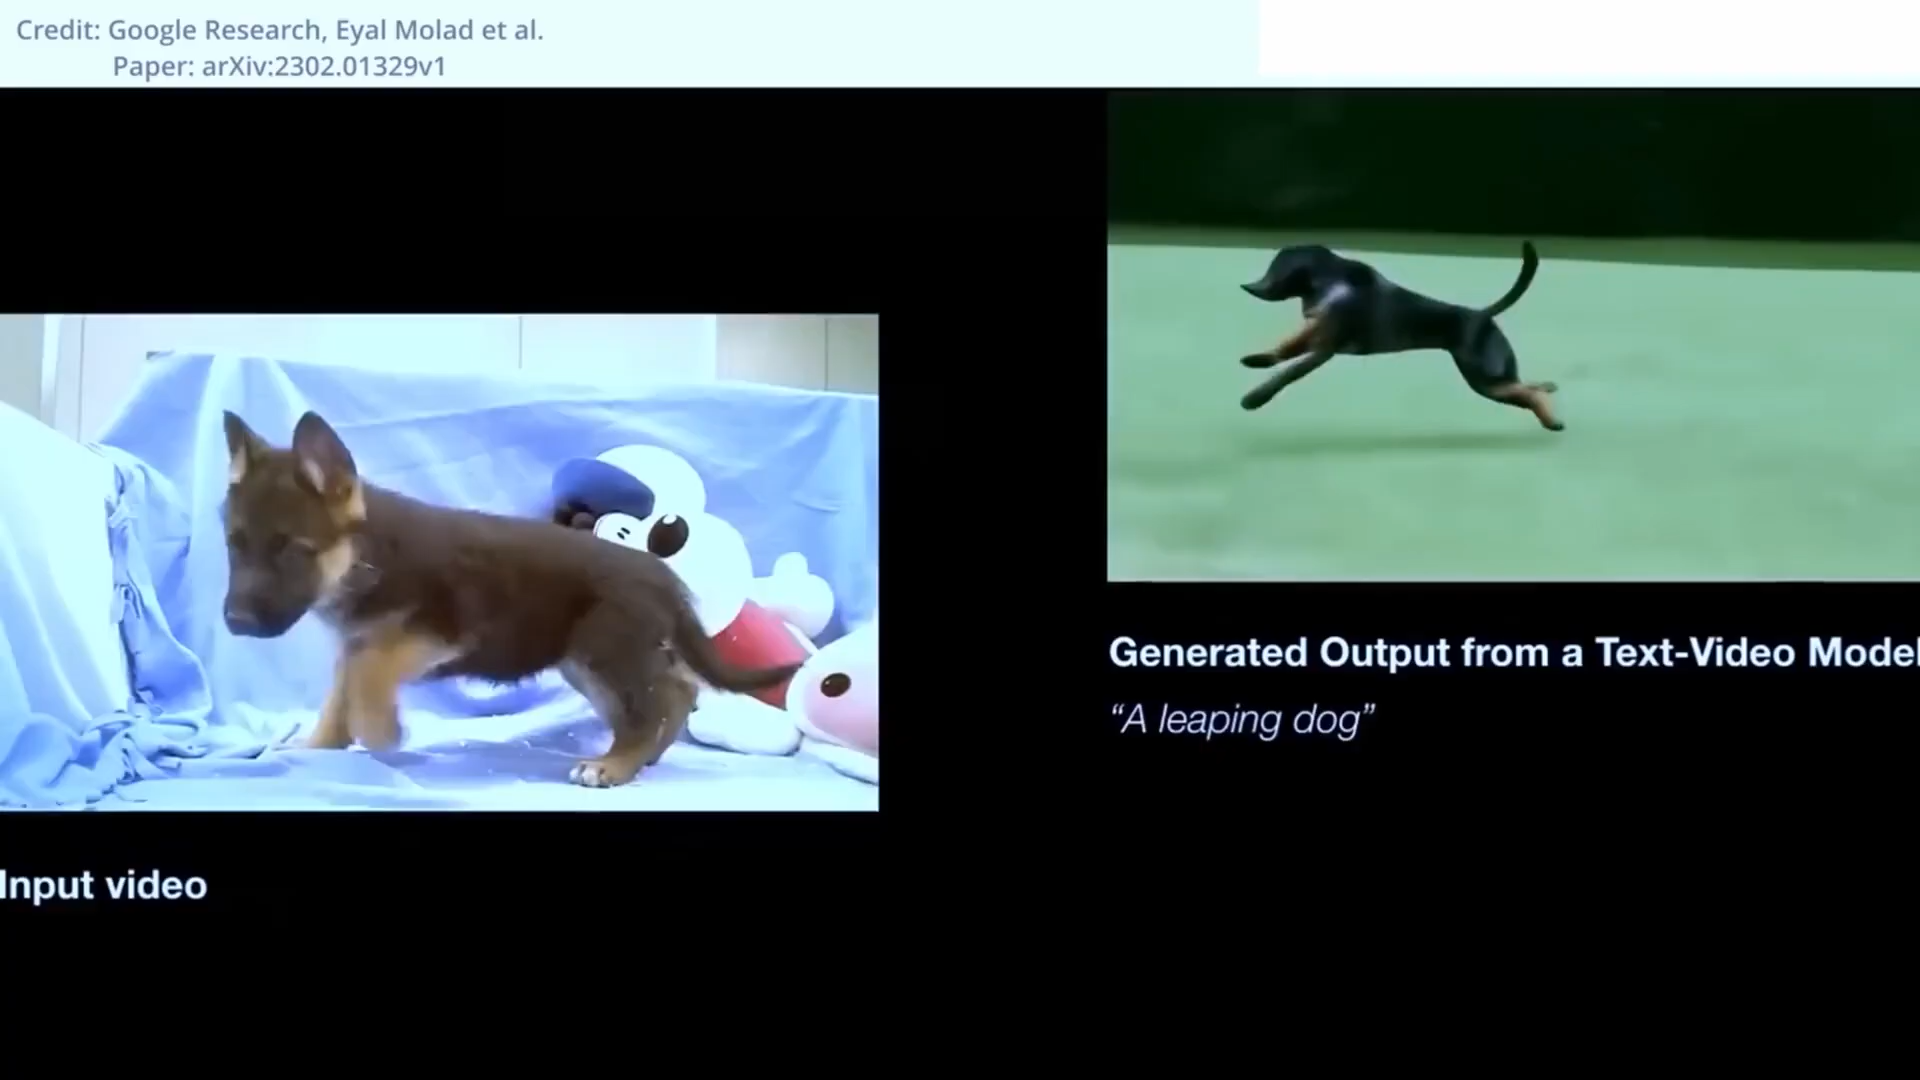 Credit: Google Research, Eyal Molad et al.
Paper: arXiv:2302.01329v1
Generated Output from a Text-Video Model
“A leaping dog”
Input video